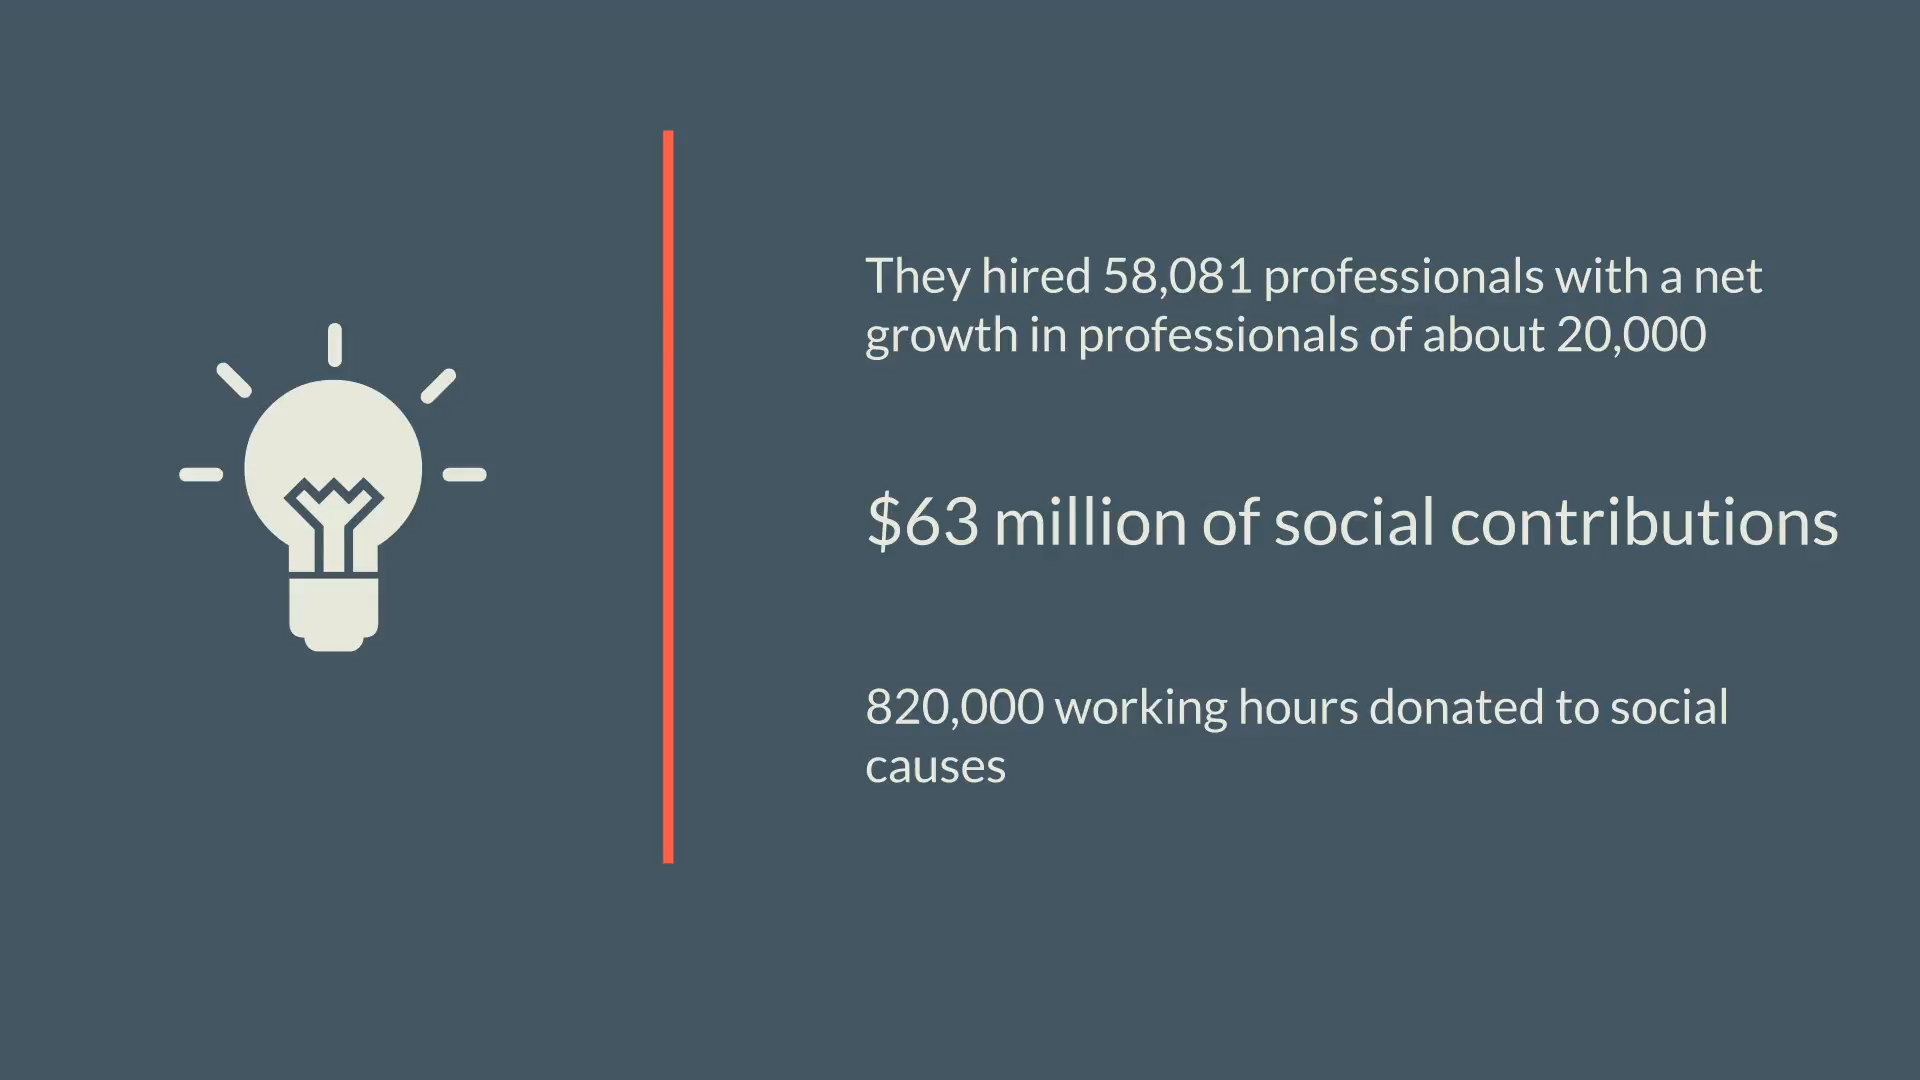 They hired 58,081 professionals with a net
growth in professionals of about 20,000
$63 million of social contributions
820,000 working hours donated to social
causes